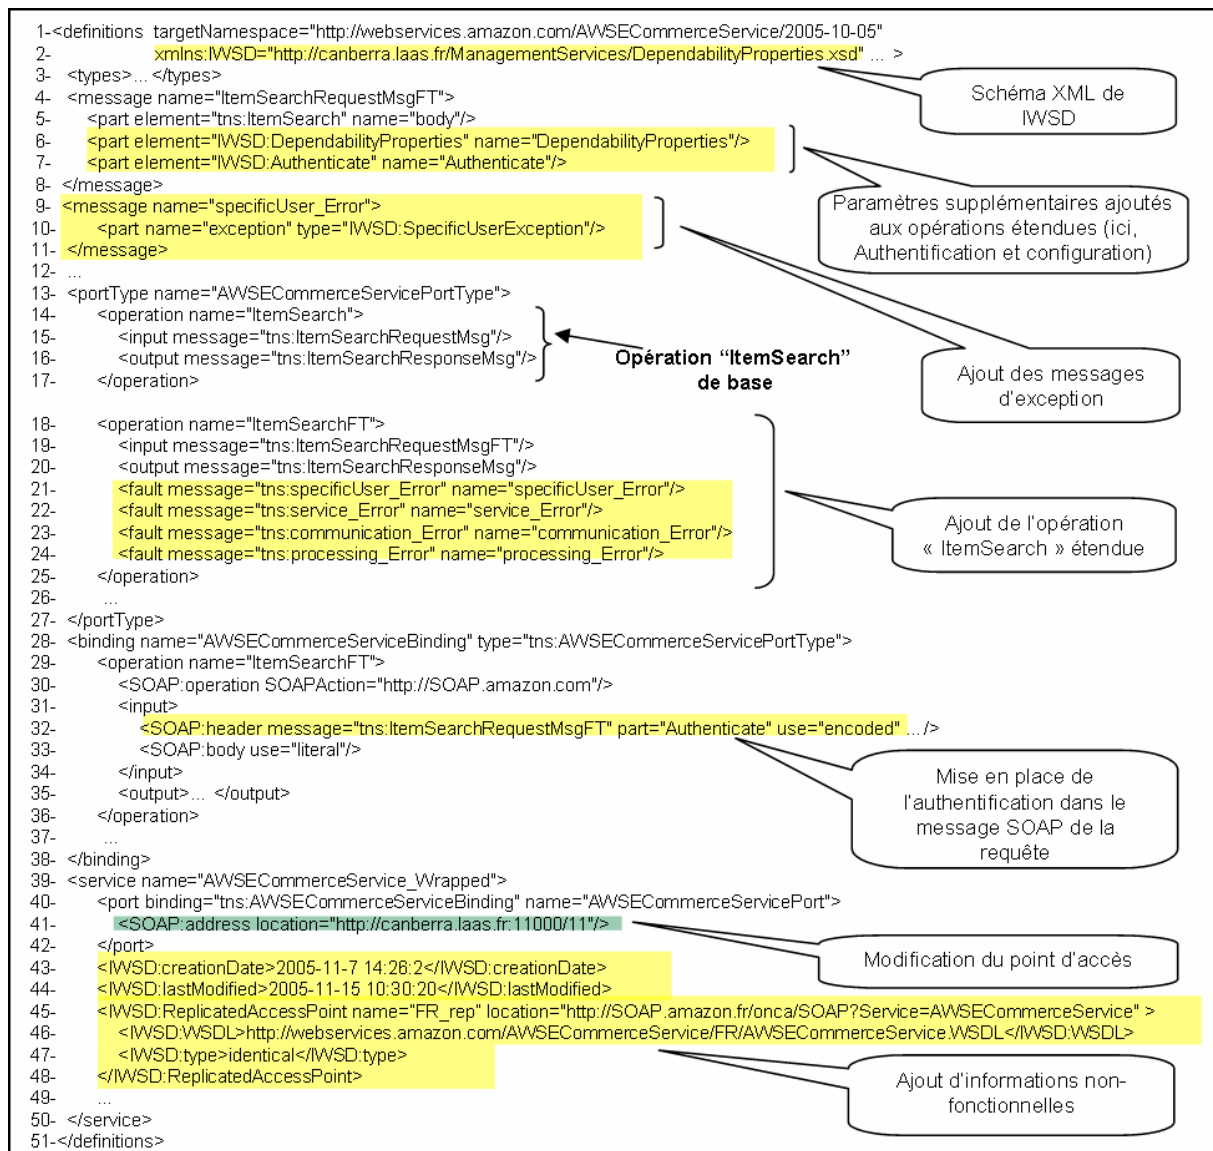 1-<definitions targetNamespace="http://webservices.amazon.com/AWSECommerceService/2005-10-05"
2- xmlns:IWSD="http://canberra.laas.fr/ManagementServices/DependabilityProperties.xsd" ... >
3- <types>... </types>
4- <message name="ItemSearchRequestMsgFT">
5- <part element="tns:ItemSearch" name="body"/>
6- <part element="IWSD:DependabilityProperties" name="DependabilityProperties"/>
7- <part element="IWSD:Authenticate" name="Authenticate"/>
8- </message>
9- <message name="specificUser_Error">
10- <part name="exception" type="IWSD:SpecificUserException"/>
11- </message>
12- ...
13- <portType name="AWSECommerceServicePortType">
14- <operation name="ItemSearch">
15- <input message="tns:ItemSearchRequestMsg"/>
16- <output message="tns:ItemSearchResponseMsg"/>
17- </operation>
18- <operation name="ItemSearchFT">
19- <input message="tns:ItemSearchRequestMsgFT"/>
20- <output message="tns:ItemSearchResponseMsg"/>
21- <fault message="tns:specificUser_Error" name="specificUser_Error"/>
22- <fault message="tns:service_Error" name="service_Error"/>
23- <fault message="tns:communication_Error" name="communication_Error"/>
24- <fault message="tns:processing_Error" name="processing_Error"/>
25- </operation>
26- ...
27- </portType>
28- <binding name="AWSECommerceServiceBinding" type="tns:AWSECommerceServicePortType">
29- <operation name="ItemSearchFT">
30- <SOAP:operation SOAPAction="http://SOAP.amazon.com"/>
31- <input>
32- <SOAP:header message="tns:ItemSearchRequestMsgFT" part="Authenticate" use="encoded" ... />
33- <SOAP:body use="literal"/>
34- </input>
35- <output>... </output>
36- </operation>
37- ...
38- </binding>
39- <service name="AWSECommerceService_Wrapped">
40- <port binding="tns:AWSECommerceServiceBinding" name="AWSECommerceServicePort">
41- <SOAP:address location="http://canberra.laas.fr:11000/11"/>
42- </port>
43- <IWSD:creationDate>2005-11-7 14:26:2</IWSD:creationDate>
44- <IWSD:lastModified>2005-11-15 10:30:20</IWSD:lastModified>
45- <IWSD:ReplicatedAccessPoint name="FR_rep" location="http://SOAP.amazon.fr/onca/SOAP?Service=AWSECommerceService" >
46- <IWSD:WSDL>http://webservices.amazon.com/AWSECommerceService/FR/AWSECommerceService.WSDL</IWSD:WSDL>
47- <IWSD:type>identical</IWSD:type>
48- </IWSD:ReplicatedAccessPoint>
49- ...
50- </service>
51-</definitions>
Schéma XML de
IWSD
Paramètres supplémentaires ajoutés
aux opérations étendues (ici,
Authentification et configuration)
Opération “ItemSearch”
de base
Ajout des messages
d'exception
Ajout de l'opération
« ItemSearch » étendue
Mise en place de
l'authentification dans le
message SOAP de la
requête
Modification du point d'accès
Ajout d'informations non-
fonctionnelles